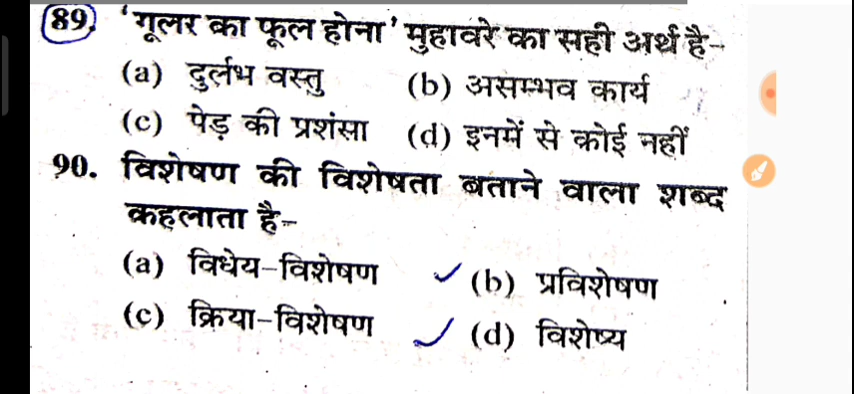 89. 'गूलर का फूल होना' मुहावरे का सही अर्थ है-
(a) दुर्लभ वस्तु (b) असम्भव कार्य
(c) पेड़ की प्रशंसा (d) इनमें से कोई नहीं
90. विशेषण की विशेषता बताने वाला शब्द
कहलाता है-
(a) विधेय-विशेषण (b) प्रविशेषण
(c) क्रिया-विशेषण (d) विशेष्य